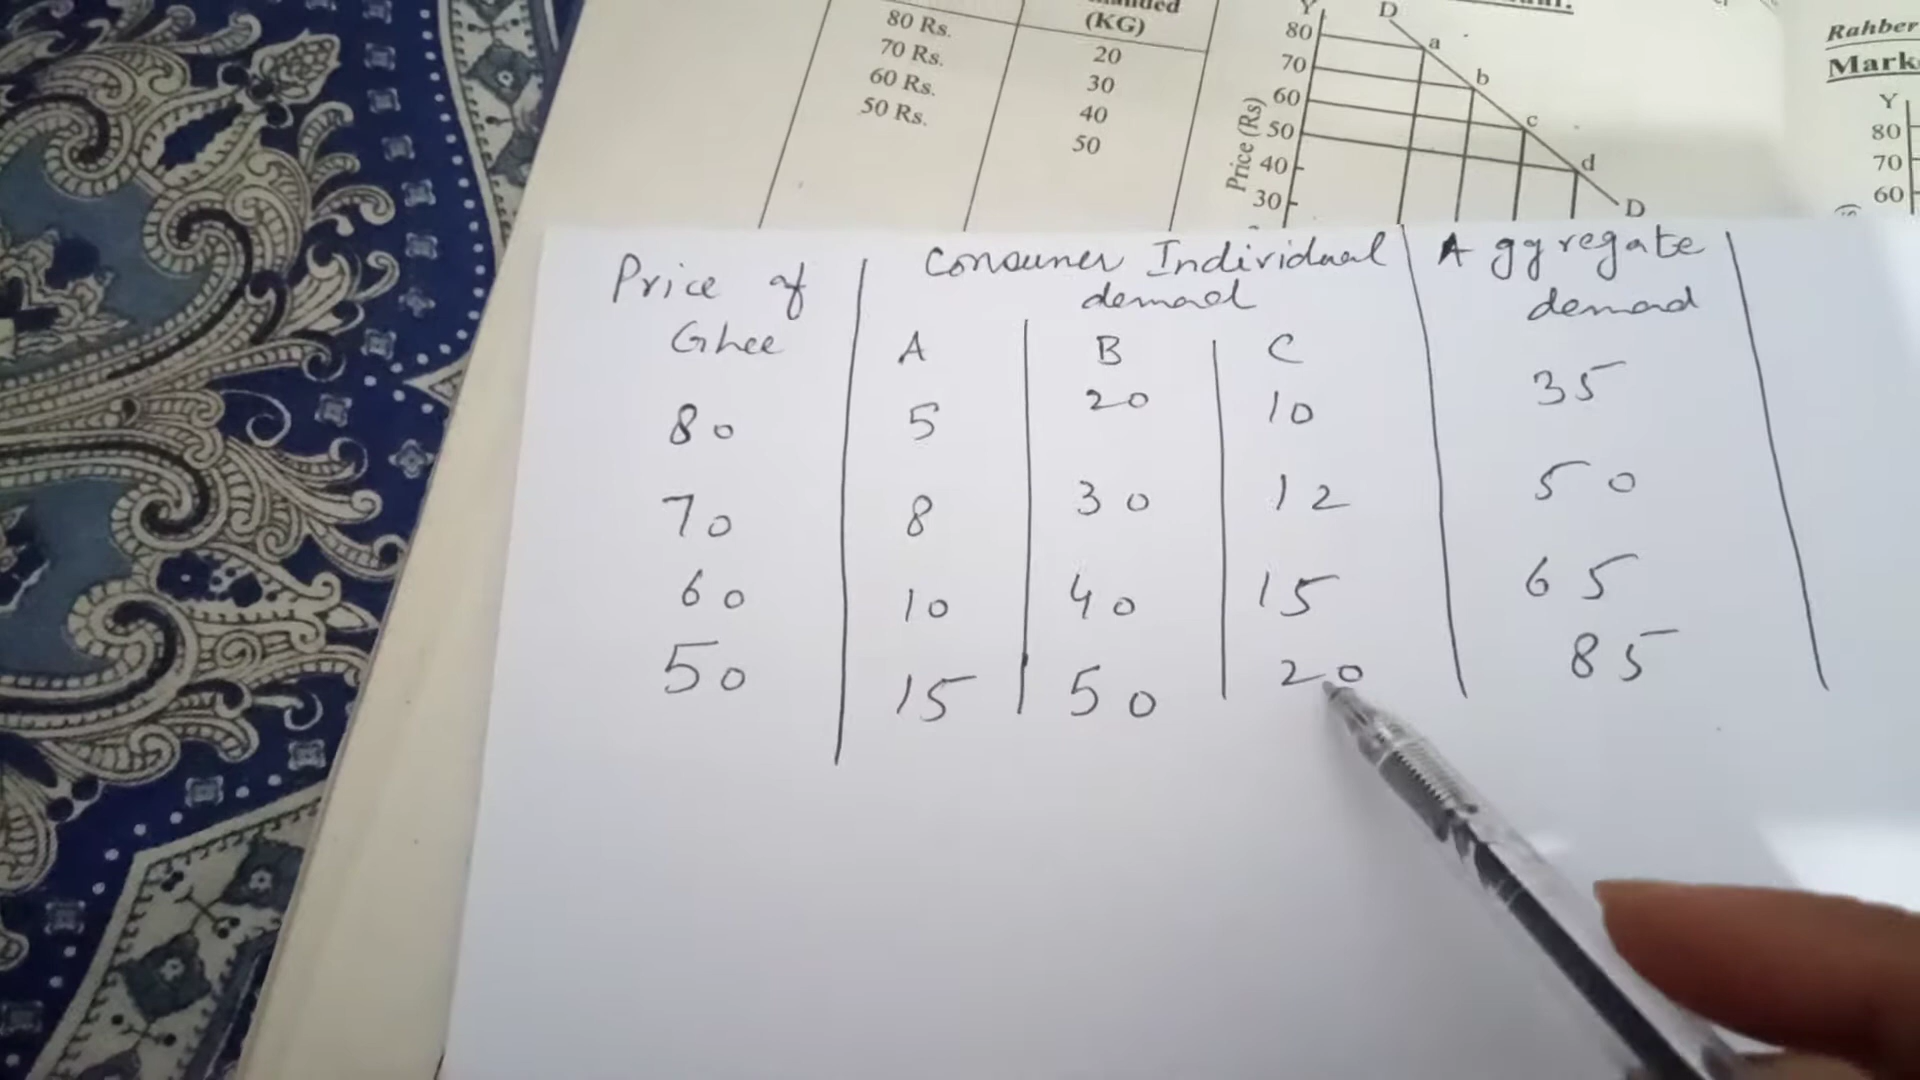 (KG)
80 Rs. 20
70 Rs. 30
60 Rs. 40
50 Rs. 50
Y D
80 a
70 b
60 c
50 d
40
30 D
Price (Rs)
Rahber
Y
80
70
60
Price of Ghee | Consumer Individual demad | Aggregate demad
A B C
80 5 20 10 35
70 8 30 12 50
60 10 40 15 65
50 15 50 20 85